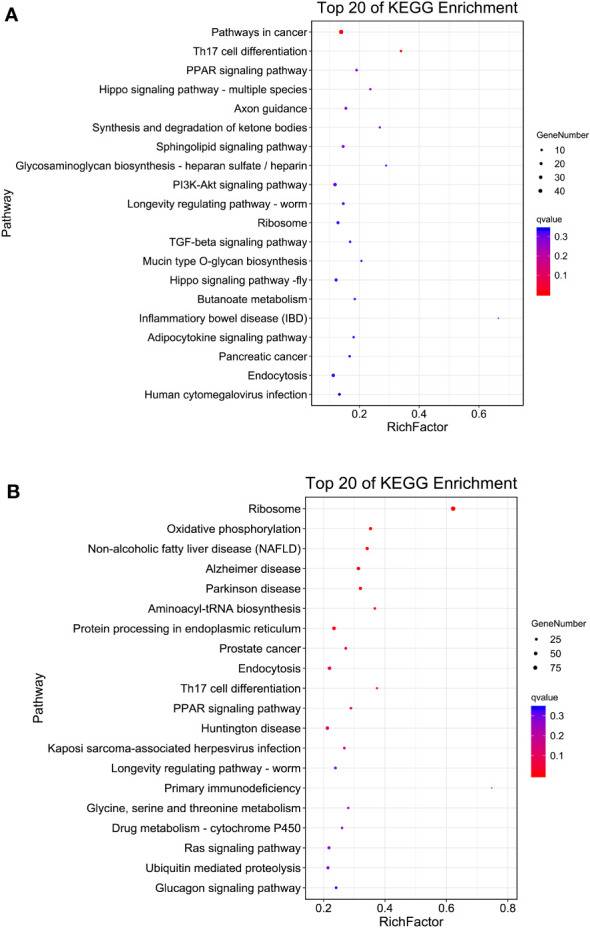 A
Top 20 of KEGG Enrichment
Pathways in cancer
Th17 cell differentiation
PPAR signaling pathway
Hippo signaling pathway - multiple species
Axon guidance
Synthesis and degradation of ketone bodies
Sphingolipid signaling pathway
Glycosaminoglycan biosynthesis - heparan sulfate / heparin
PI3K-Akt signaling pathway
Longevity regulating pathway - worm
Ribosome
TGF-beta signaling pathway
Mucin type O-glycan biosynthesis
Hippo signaling pathway -fly
Butanoate metabolism
Inflammatiory bowel disease (IBD)
Adipocytokine signaling pathway
Pancreatic cancer
Endocytosis
Human cytomegalovirus infection
Pathway
0.2 0.4 0.6
RichFactor
GeneNumber
10
20
30
40
qvalue
0.3
0.2
0.1
B
Top 20 of KEGG Enrichment
Ribosome
Oxidative phosphorylation
Non-alcoholic fatty liver disease (NAFLD)
Alzheimer disease
Parkinson disease
Aminoacyl-tRNA biosynthesis
Protein processing in endoplasmic reticulum
Prostate cancer
Endocytosis
Th17 cell differentiation
PPAR signaling pathway
Huntington disease
Kaposi sarcoma-associated herpesvirus infection
Longevity regulating pathway - worm
Primary immunodeficiency
Glycine, serine and threonine metabolism
Drug metabolism - cytochrome P450
Ras signaling pathway
Ubiquitin mediated proteolysis
Glucagon signaling pathway
Pathway
0.2 0.4 0.6 0.8
RichFactor
GeneNumber
25
50
75
qvalue
0.3
0.2
0.1